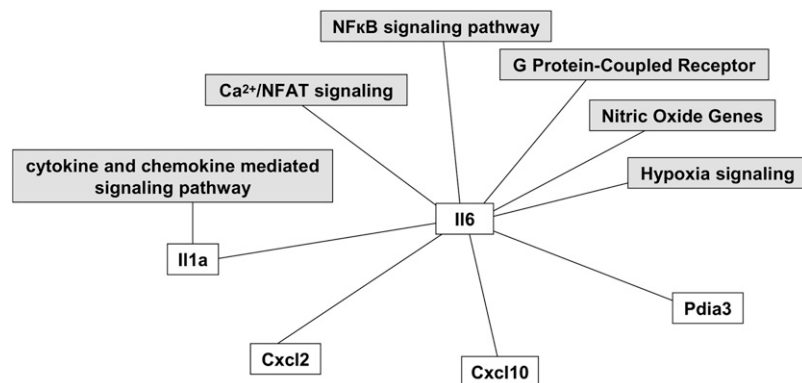 NFκB signaling pathway
G Protein-Coupled Receptor
Ca²⁺/NFAT signaling
Nitric Oxide Genes
cytokine and chemokine mediated
signaling pathway
Hypoxia signaling
Il6
Il1a
Pdia3
Cxcl2
Cxcl10